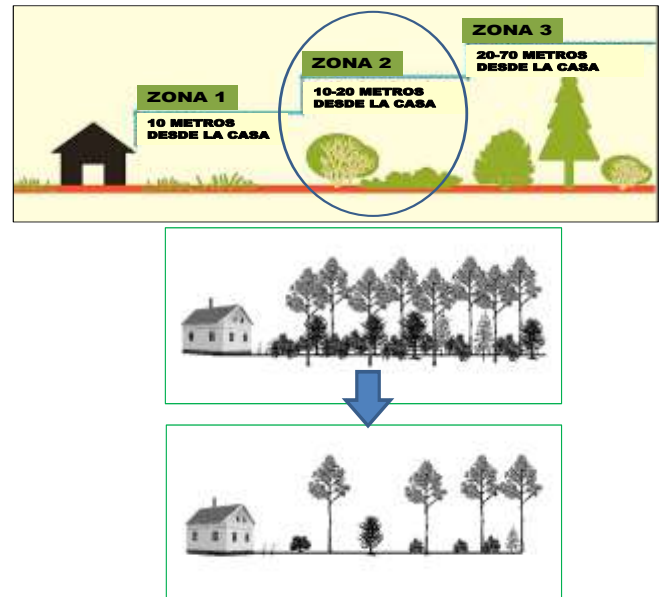 ZONA 1
10 METROS
DESDE LA CASA
ZONA 2
10-20 METROS
DESDE LA CASA
ZONA 3
20-70 METROS
DESDE LA CASA